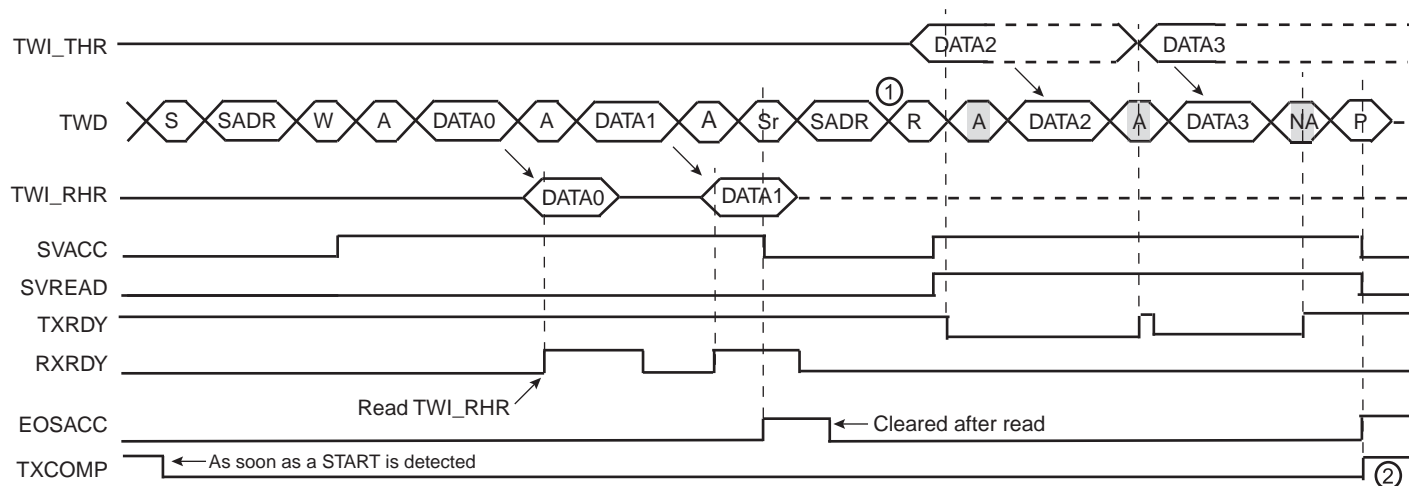 TWI_THR DATA2 DATA3
①
TWD S SADR W A DATA0 A DATA1 A Sr SADR R A DATA2 A DATA3 NA P
TWI_RHR DATA0 DATA1
SVACC
SVREAD
TXRDY
RXRDY
Read TWI_RHR
EOSACC Cleared after read
TXCOMP As soon as a START is detected ②